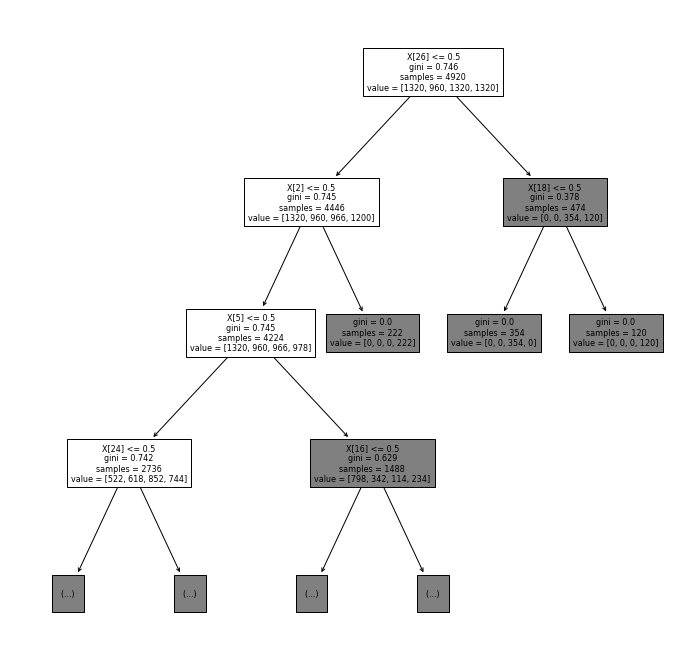 X[26] <= 0.5
gini = 0.746
samples = 4920
value = [1320, 960, 1320, 1320]
X[2] <= 0.5
gini = 0.745
samples = 4446
value = [1320, 960, 966, 1200]
X[18] <= 0.5
gini = 0.378
samples = 474
value = [0, 0, 354, 120]
X[5] <= 0.5
gini = 0.745
samples = 4224
value = [1320, 960, 966, 978]
gini = 0.0
samples = 222
value = [0, 0, 0, 222]
gini = 0.0
samples = 354
value = [0, 0, 354, 0]
gini = 0.0
samples = 120
value = [0, 0, 0, 120]
X[24] <= 0.5
gini = 0.742
samples = 2736
value = [522, 618, 852, 744]
X[16] <= 0.5
gini = 0.629
samples = 1488
value = [798, 342, 114, 234]
(...)
(...)
(...)
(...)